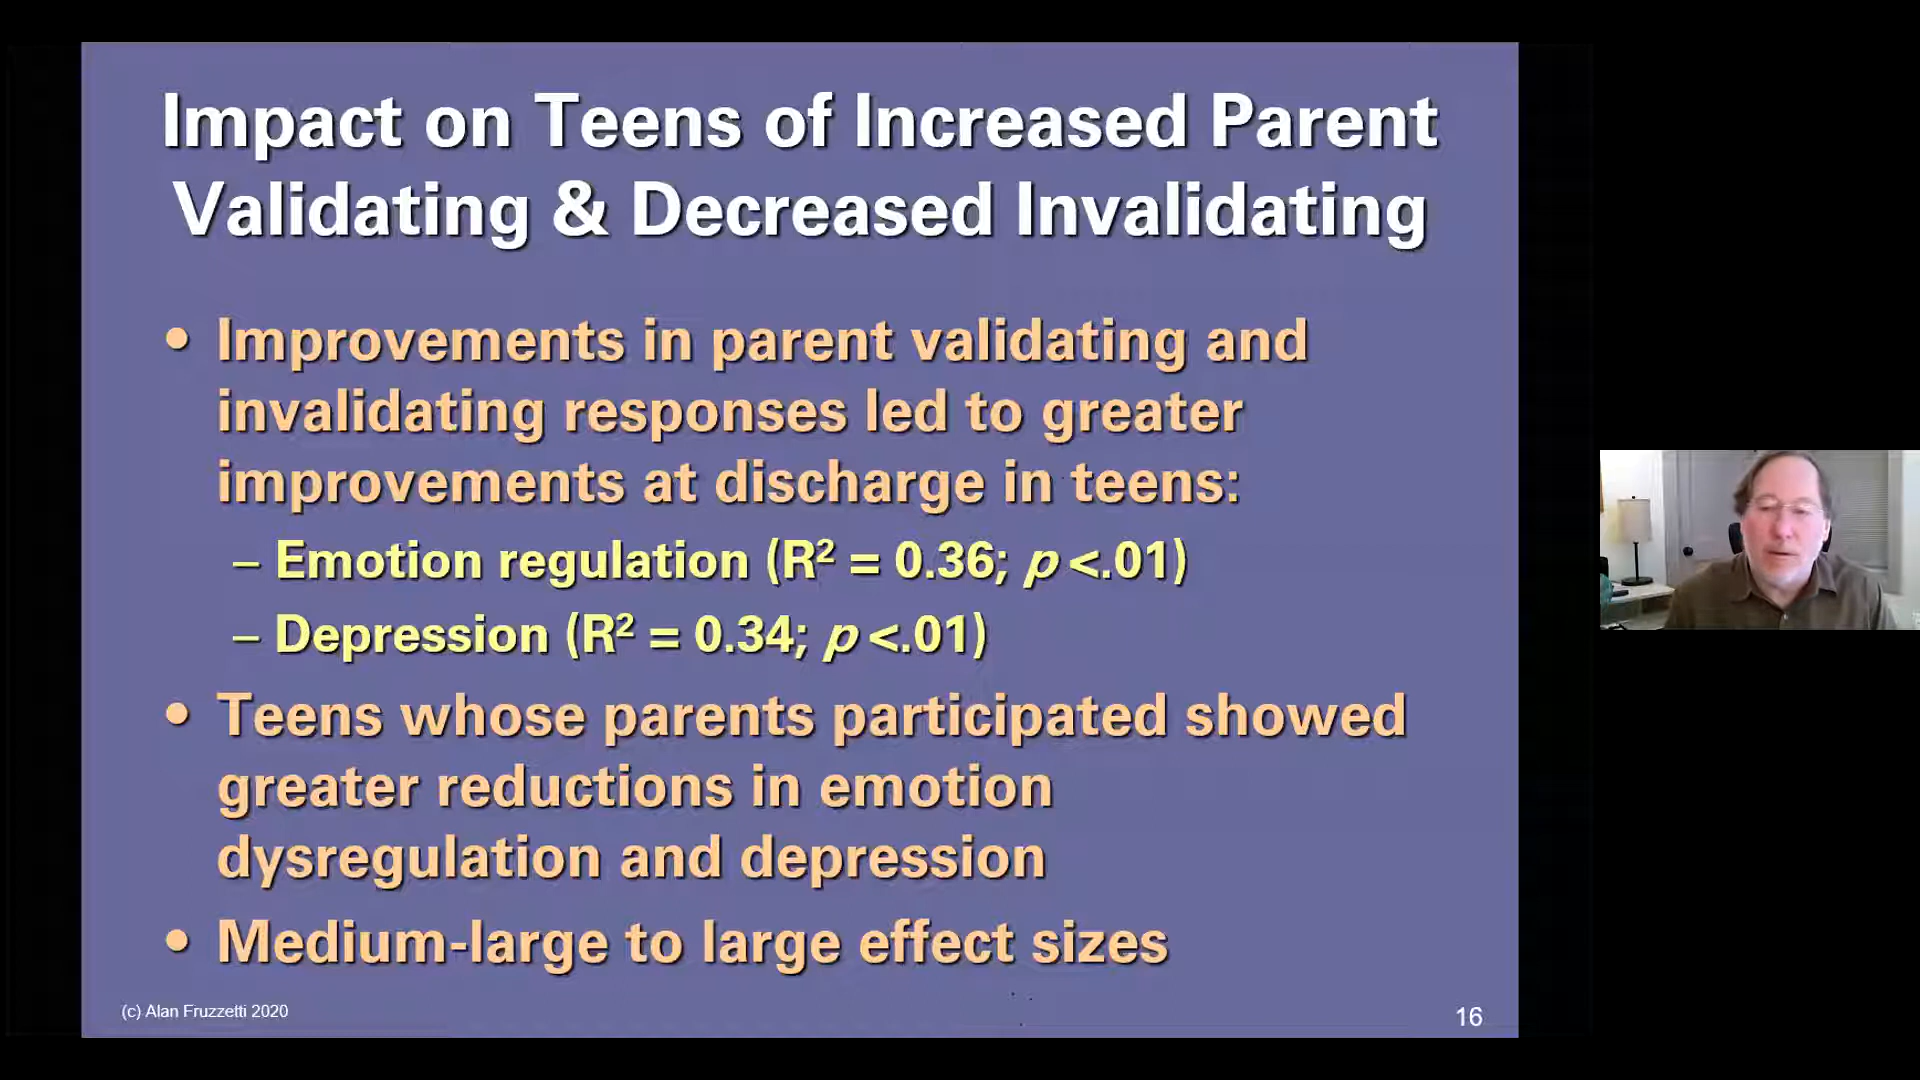 Impact on Teens of Increased Parent
Validating & Decreased Invalidating
• Improvements in parent validating and
invalidating responses led to greater
improvements at discharge in teens:
– Emotion regulation (R² = 0.36; p <.01)
– Depression (R² = 0.34; p <.01)
• Teens whose parents participated showed
greater reductions in emotion
dysregulation and depression
• Medium-large to large effect sizes
(c) Alan Fruzzetti 2020
16